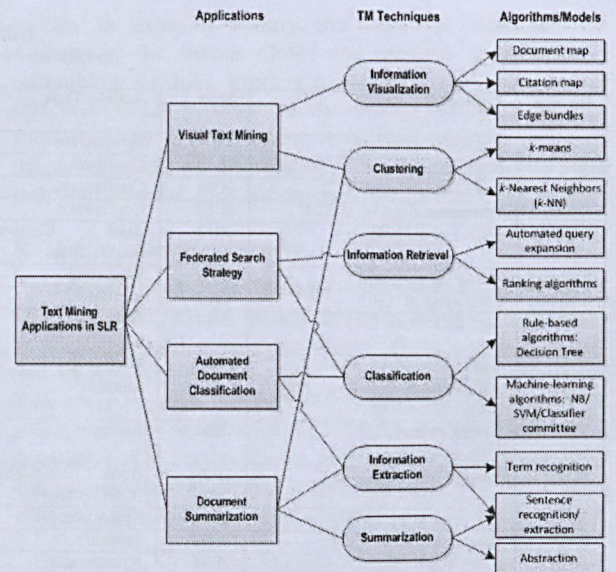 Applications
TM Techniques
Algorithms/Models
Text Mining
Applications in SLR
Visual Text Mining
Federated Search
Strategy
Automated
Document
Classification
Document
Summarization
Information
Visualization
Clustering
Information Retrieval
Classification
Information
Extraction
Summarization
Document map
Citation map
Edge bundles
k-means
k-Nearest Neighbors
(k-NN)
Automated query
expansion
Ranking algorithms
Rule-based
algorithms:
Decision Tree
Machine-learning
algorithms: NB/
SVM/Classifier
committee
Term recognition
Sentence
recognition/
extraction
Abstraction